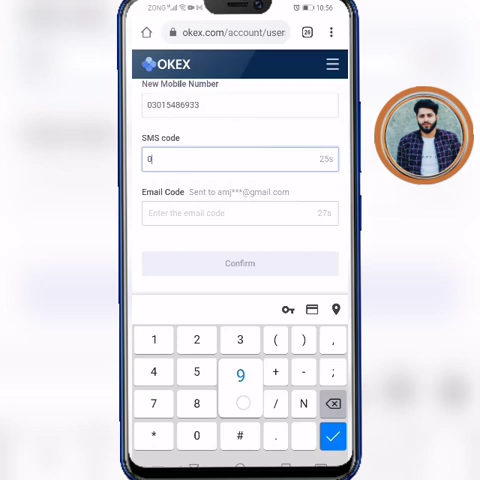 ZONG 10:56
okex.com/account/user 26
OKEX
New Mobile Number
03015486933
SMS code
0 25s
Email Code Sent to amj***@gmail.com
Enter the email code 27s
Confirm
1 2 3 ( ) ,
4 5 9 + - ;
7 8 / N
* 0 # .